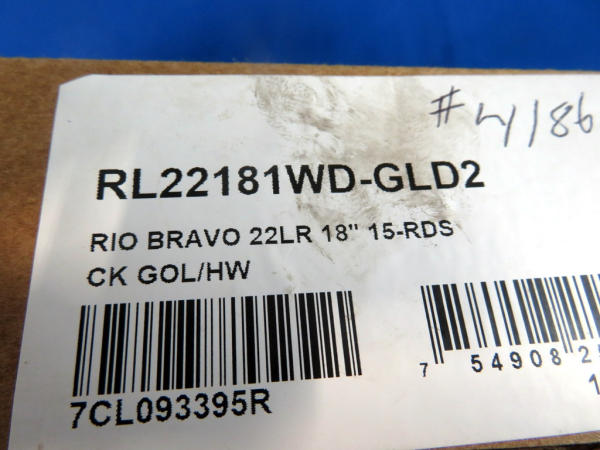 #4186
RL22181WD-GLD2
RIO BRAVO 22LR 18" 15-RDS
CK GOL/HW
7CL093395R
7 54908 2
1